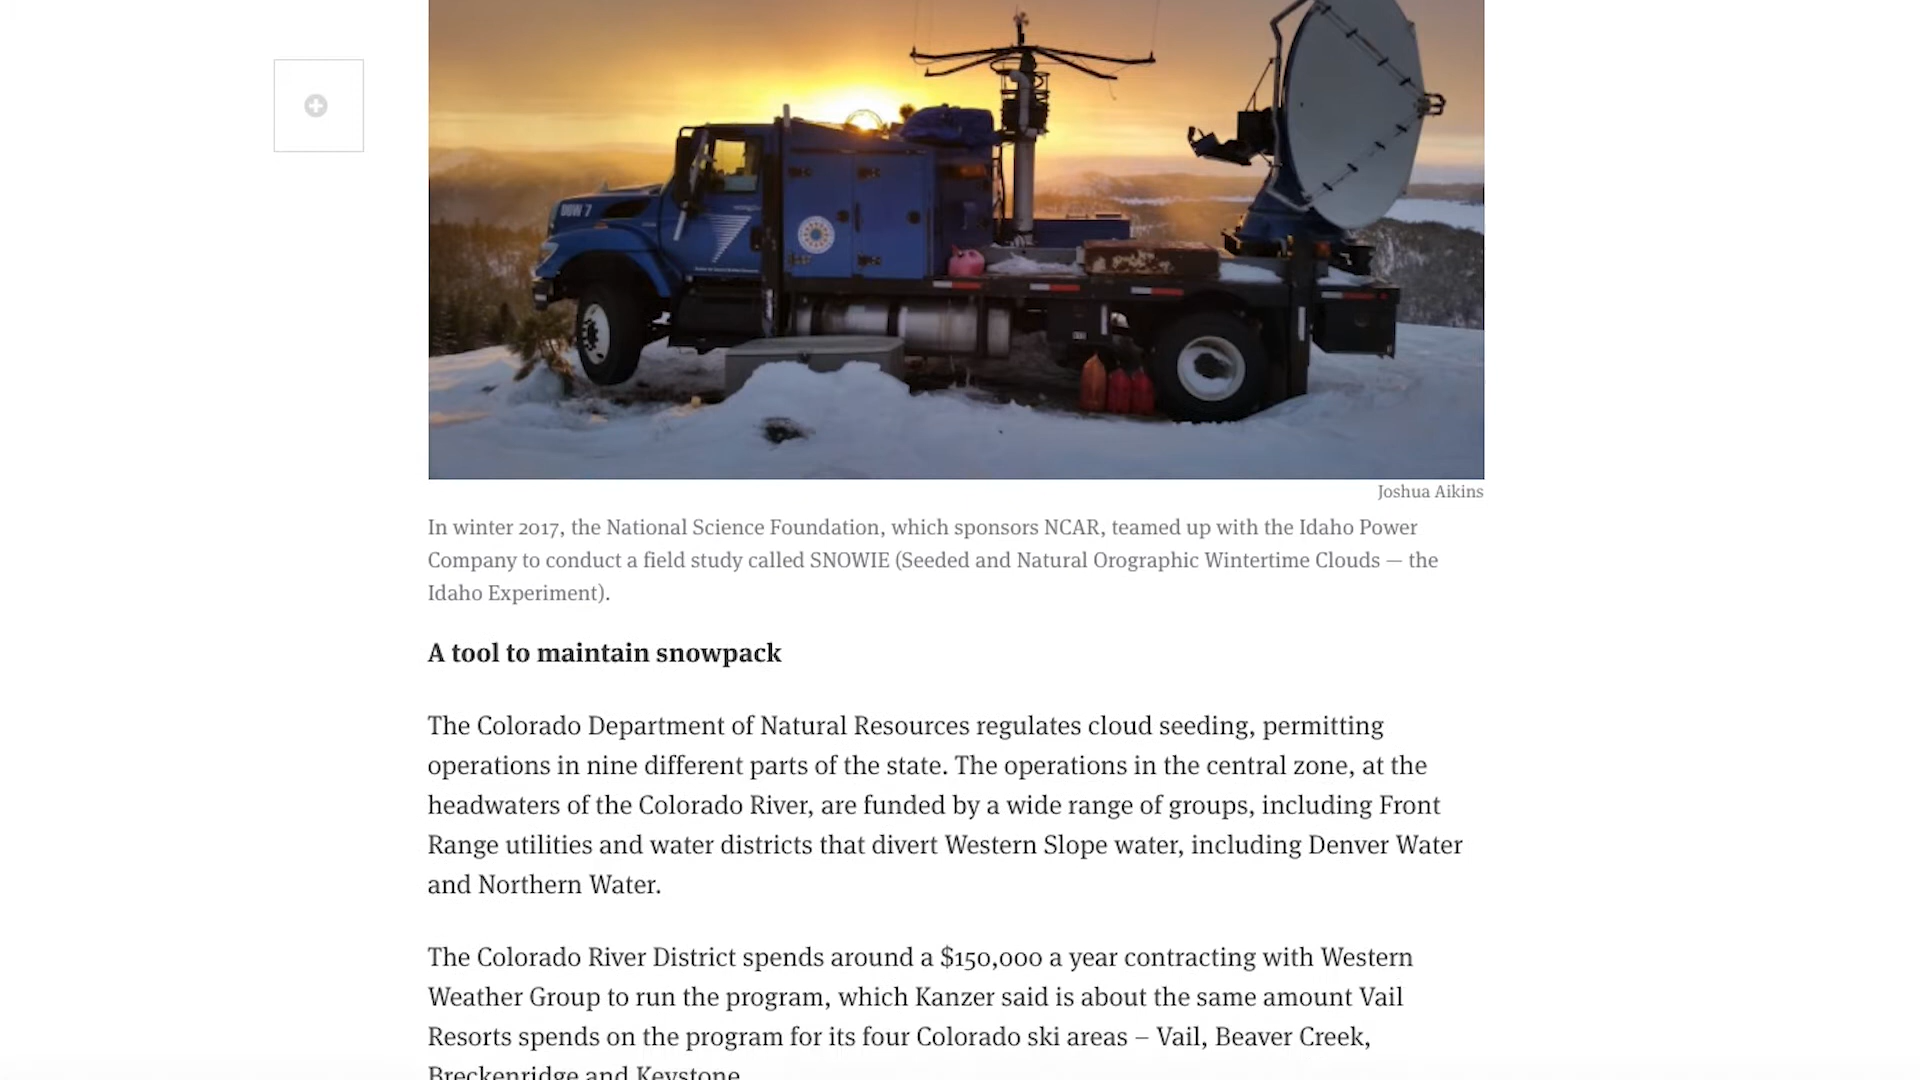 DOW 7
Joshua Aikins
In winter 2017, the National Science Foundation, which sponsors NCAR, teamed up with the Idaho Power
Company to conduct a field study called SNOWIE (Seeded and Natural Orographic Wintertime Clouds — the
Idaho Experiment).
A tool to maintain snowpack
The Colorado Department of Natural Resources regulates cloud seeding, permitting
operations in nine different parts of the state. The operations in the central zone, at the
headwaters of the Colorado River, are funded by a wide range of groups, including Front
Range utilities and water districts that divert Western Slope water, including Denver Water
and Northern Water.
The Colorado River District spends around a $150,000 a year contracting with Western
Weather Group to run the program, which Kanzer said is about the same amount Vail
Resorts spends on the program for its four Colorado ski areas – Vail, Beaver Creek,
Breckenridge and Keystone